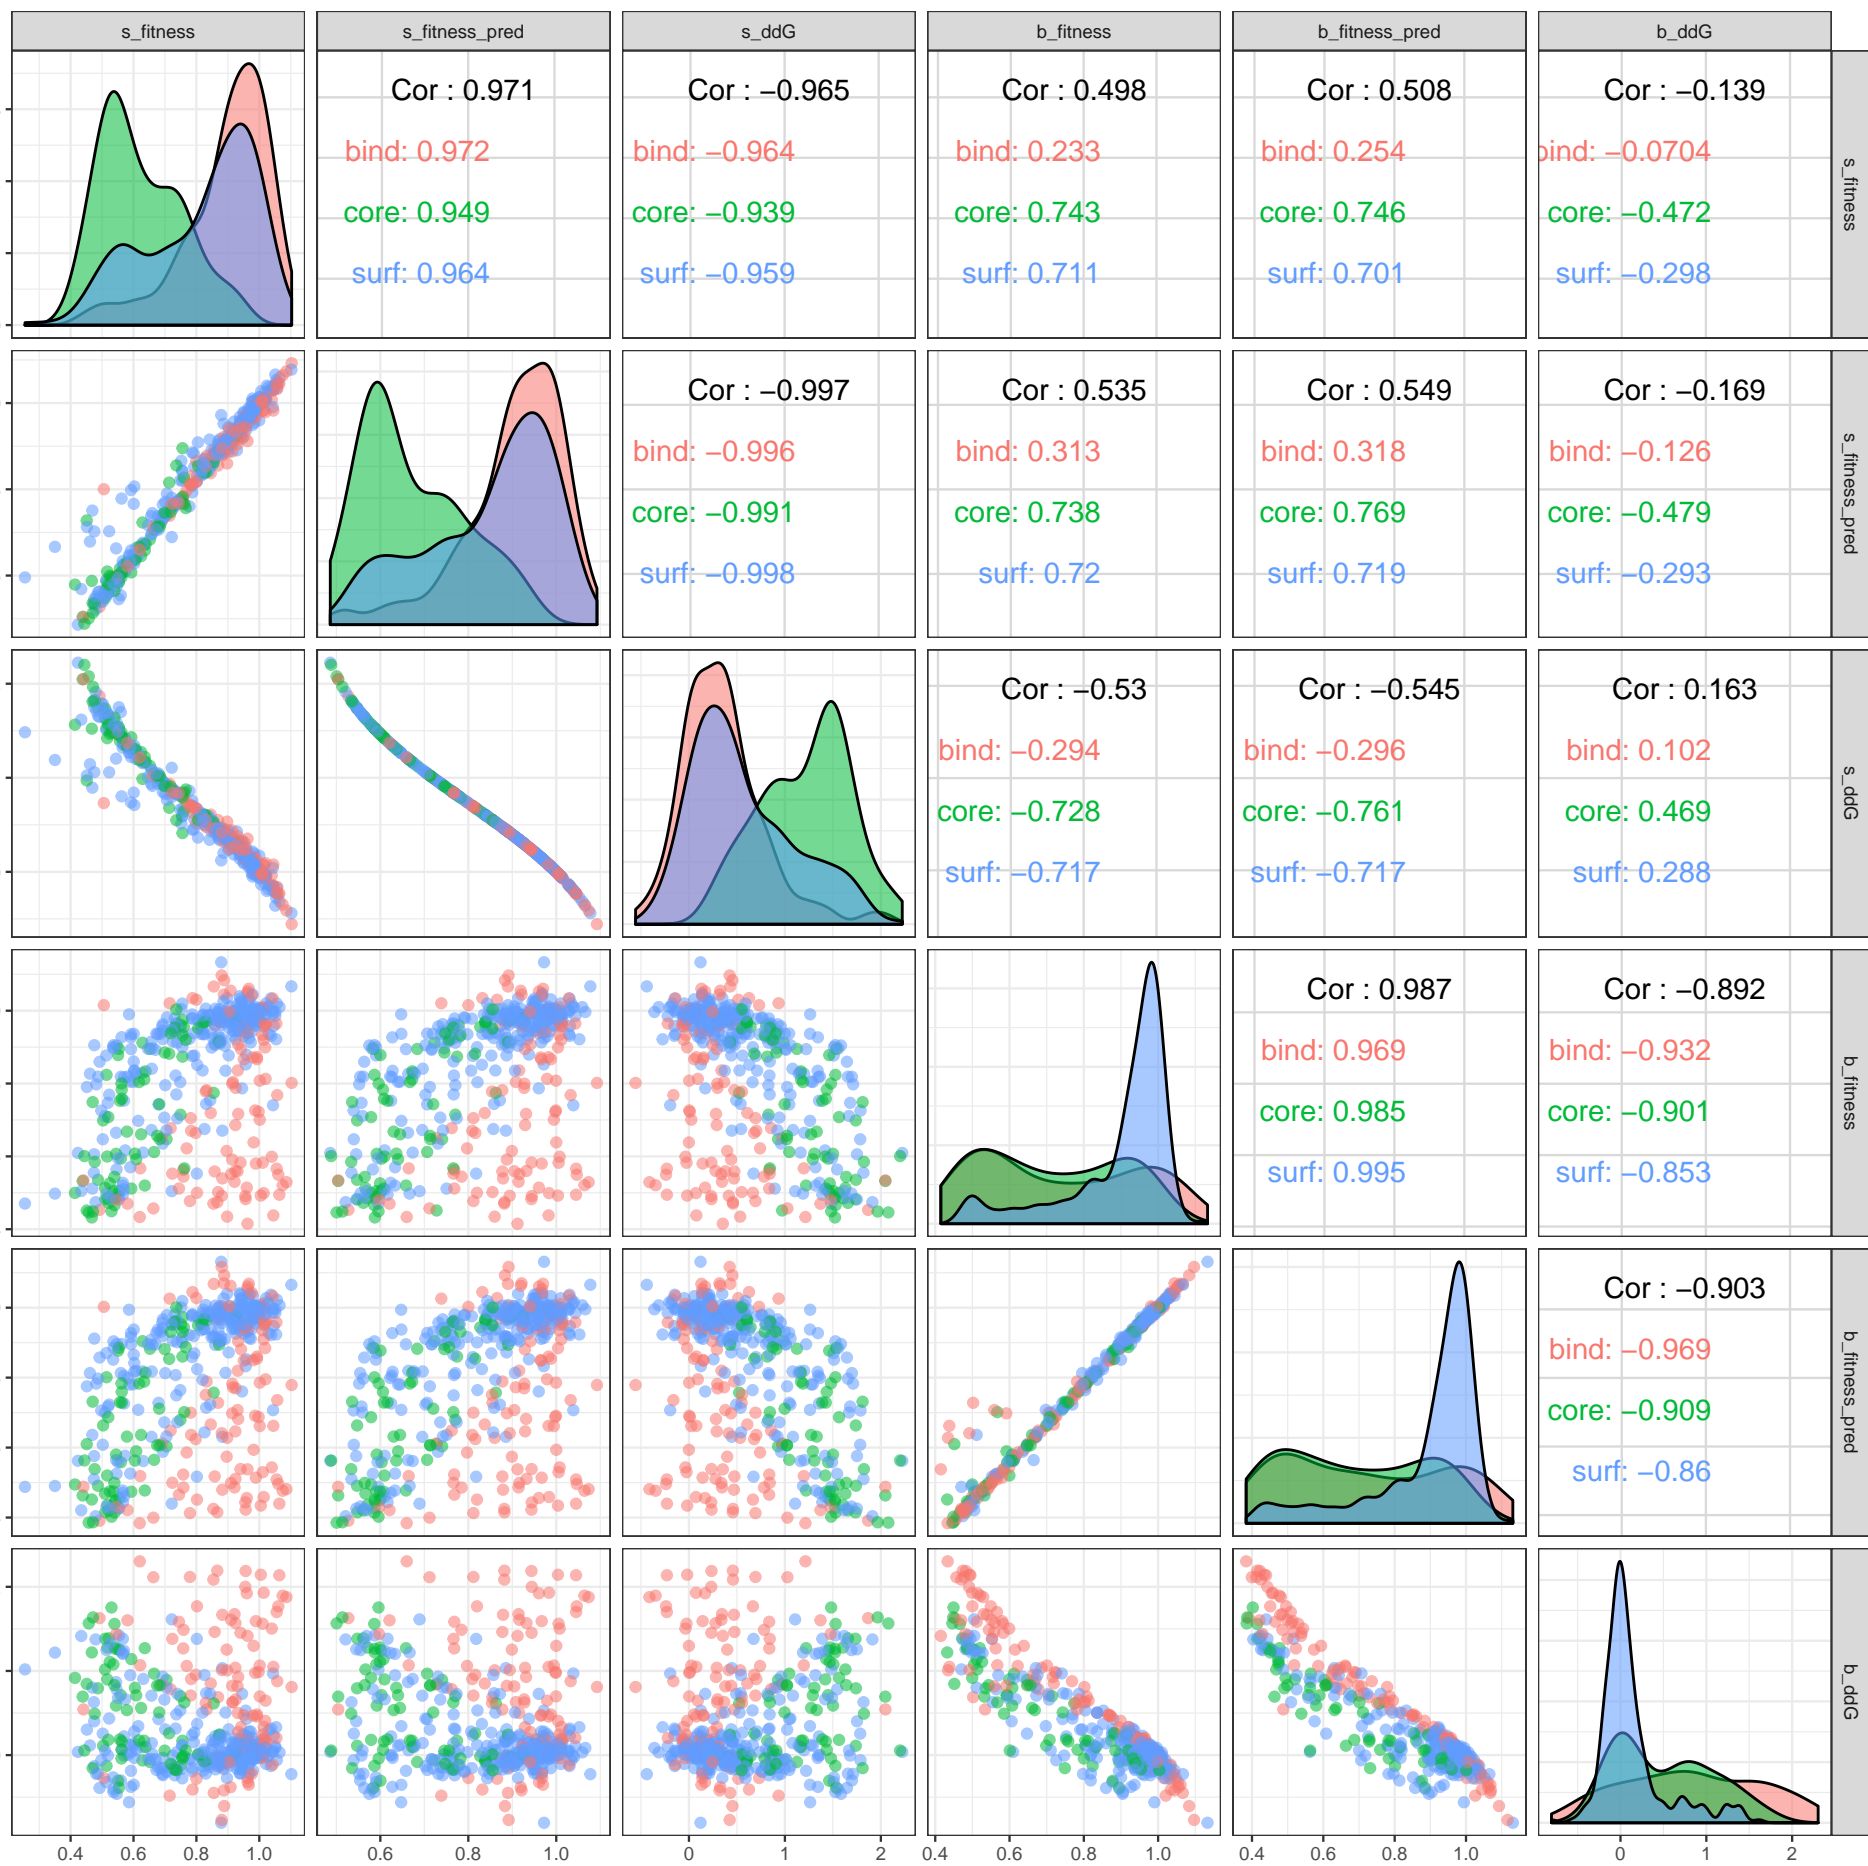 s_fitness s_fitness_pred s_ddG b_fitness b_fitness_pred b_ddG
Cor : 0.971 Cor : −0.965 Cor : 0.498 Cor : 0.508 Cor : −0.139
bind: 0.972 bind: −0.964 bind: 0.233 bind: 0.254 bind: −0.0704
core: 0.949 core: −0.939 core: 0.743 core: 0.746 core: −0.472
surf: 0.964 surf: −0.959 surf: 0.711 surf: 0.701 surf: −0.298
s_fitness
Cor : −0.997 Cor : 0.535 Cor : 0.549 Cor : −0.169
bind: −0.996 bind: 0.313 bind: 0.318 bind: −0.126
core: −0.991 core: 0.738 core: 0.769 core: −0.479
surf: −0.998 surf: 0.72 surf: 0.719 surf: −0.293
s_fitness_pred
Cor : −0.53 Cor : −0.545 Cor : 0.163
bind: −0.294 bind: −0.296 bind: 0.102
core: −0.728 core: −0.761 core: 0.469
surf: −0.717 surf: −0.717 surf: 0.288
s_ddG
Cor : 0.987 Cor : −0.892
bind: 0.969 bind: −0.932
core: 0.985 core: −0.901
surf: 0.995 surf: −0.853
b_fitness
Cor : −0.903
bind: −0.969
core: −0.909
surf: −0.86
b_fitness_pred
b_ddG
0.4 0.6 0.8 1.0 0.6 0.8 1.0 0 1 2 0.4 0.6 0.8 1.0 0.4 0.6 0.8 1.0 0 1 2